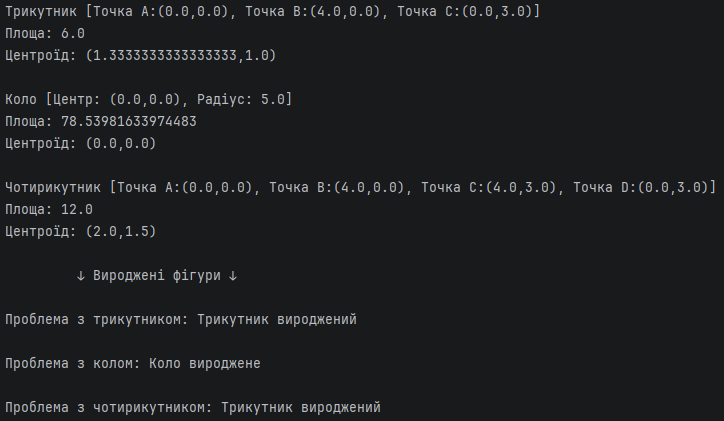 Трикутник [Точка A:(0.0,0.0), Точка B:(4.0,0.0), Точка C:(0.0,3.0)]
Площа: 6.0
Центроїд: (1.3333333333333333,1.0)
Коло [Центр: (0.0,0.0), Радіус: 5.0]
Площа: 78.53981633974483
Центроїд: (0.0,0.0)
Чотирикутник [Точка A:(0.0,0.0), Точка B:(4.0,0.0), Точка C:(4.0,3.0), Точка D:(0.0,3.0)]
Площа: 12.0
Центроїд: (2.0,1.5)
↓ Вироджені фігури ↓
Проблема з трикутником: Трикутник вироджений
Проблема з колом: Коло вироджене
Проблема з чотирикутником: Трикутник вироджений